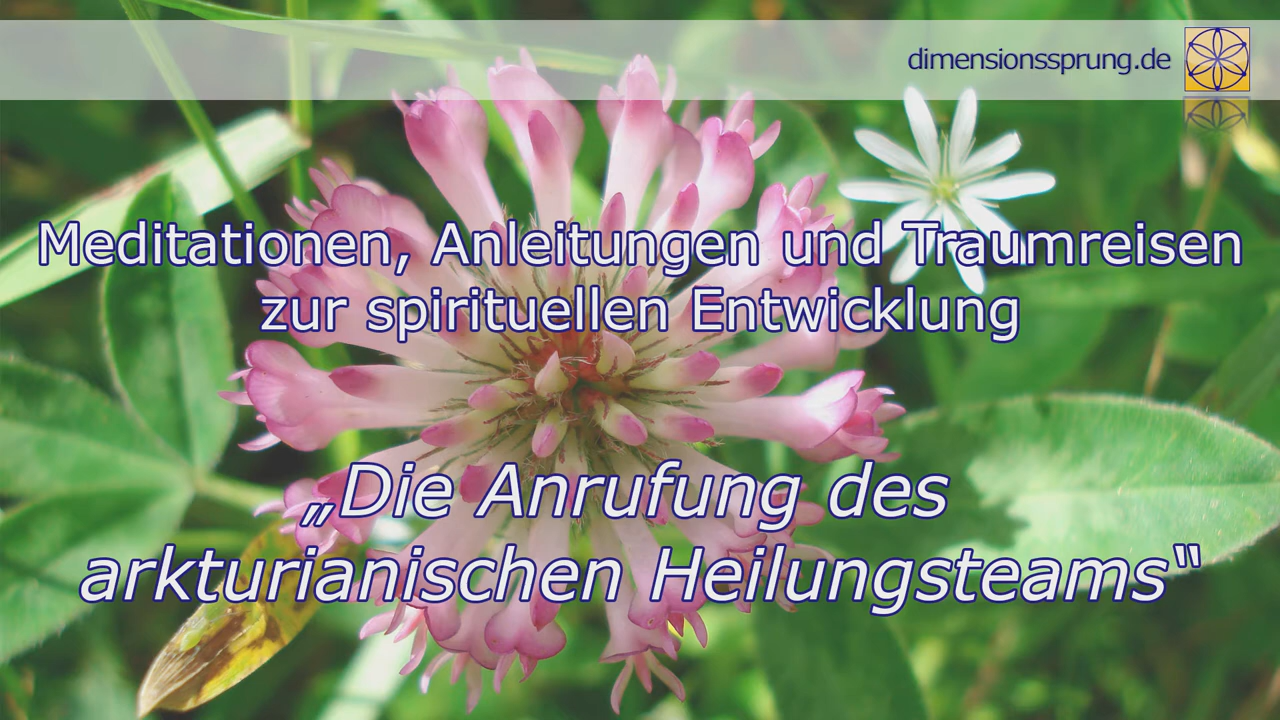 dimensionssprung.de
Meditationen, Anleitungen und Traumreisen
zur spirituellen Entwicklung
„Die Anrufung des
arkturianischen Heilungsteams“